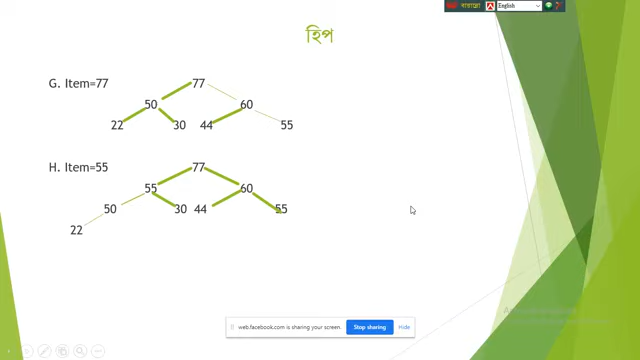 English
হিপ
G. Item=77
77
50 60
22 30 44 55
H. Item=55
77
55 60
50 30 44 55
22
web.facebook.com is sharing your screen. Stop sharing Hide